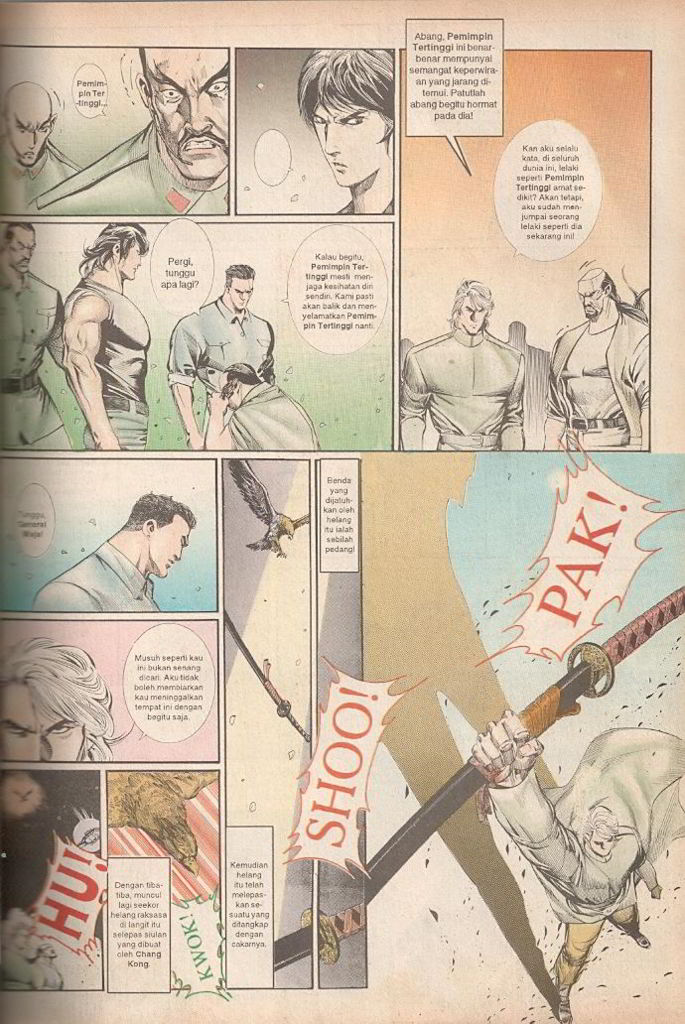 Pemim-
pin Ter
-tinggi...
Abang, Pemimpin
Tertinggi ini benar-
benar mempunyai
semangat keperwira-
an yang jarang di-
temui. Patutlah
abang begitu hormat
pada dia!
Kan aku selalu
kata, di seluruh
dunia ini, lelaki
seperti Pemimpin
Tertinggi amat se-
dikit? Akan tetapi,
aku sudah men-
jumpai seorang
lelaki seperti dia
sekarang ini!
Pergi,
tunggu
apa lagi?
Kalau begitu,
Pemimpin Ter-
tinggi mesti men-
jaga kesihatan diri
sendiri. Kami pasti
akan kembali dan men-
yelamatkan Pemim-
pin Tertinggi nanti.
Tunggu,
General
Waja!
Benda
yang
dijatuh-
kan oleh
helang
itu ialah
sebilah
pedang!
PAK!
Musuh seperti kau
ini bukan senang
dicari. Aku tidak
boleh membiarkan
kau meninggalkan
tempat ini dengan
begitu saja.
SHOO!
HUI!
Dengan tiba-
tiba, muncul
lagi seekor
helang raksasa
di langit itu
selepas siulan
yang dibuat
oleh Chang
Kong.
KWOK!
Kemudian
helang
itu telah
melepas-
kan se-
suatu yang
ditangkap
dengan
cakarnya.